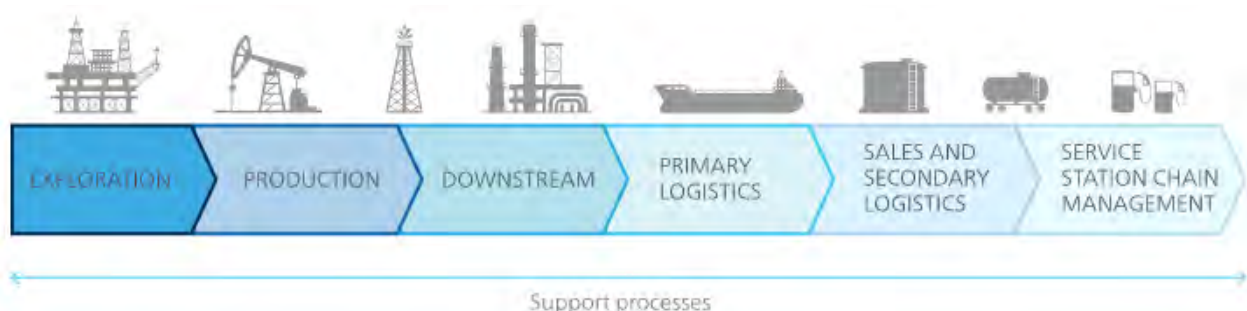 EXPLORATION
PRODUCTION
DOWNSTREAM
PRIMARY
LOGISTICS
SALES AND
SECONDARY
LOGISTICS
SERVICE
STATION CHAIN
MANAGEMENT
Support processes